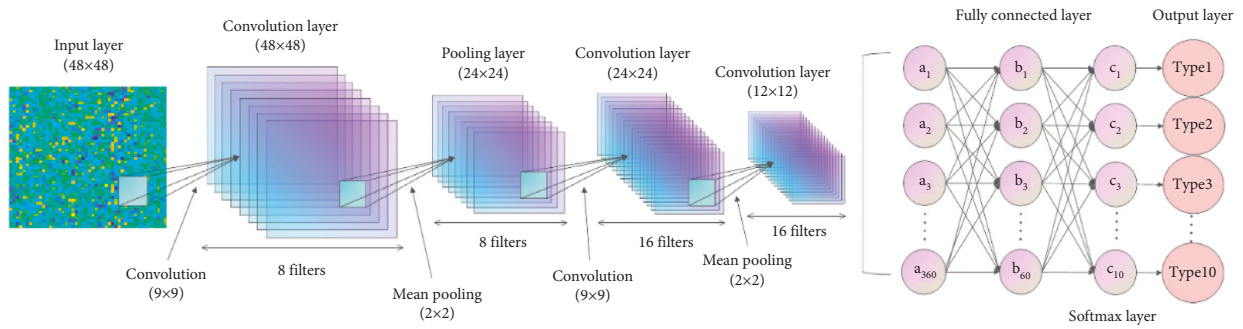 Input layer
(48×48)
Convolution layer
(48×48)
Pooling layer
(24×24)
Convolution layer
(24×24)
Convolution layer
(12×12)
Convolution
(9×9)
8 filters
Mean pooling
(2×2)
8 filters
Convolution
(9×9)
16 filters
Mean pooling
(2×2)
16 filters
Fully connected layer
Output layer
a1 b1 c1 Type1
a2 b2 c2 Type2
a3 b3 c3 Type3
a360 b60 c10 Type10
Softmax layer